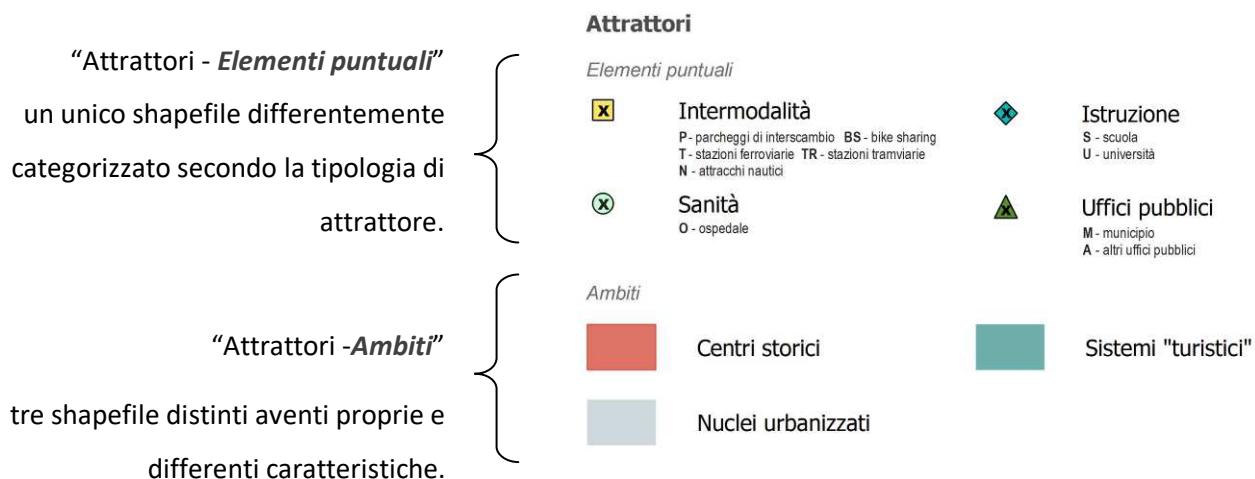 “Attrattori - Elementi puntuali”
un unico shapefile differentemente
categorizzato secondo la tipologia di
attrattore.
“Attrattori -Ambiti”
tre shapefile distinti aventi proprie e
differenti caratteristiche.
Attrattori
Elementi puntuali
x Intermodalità
P - parcheggi di interscambio BS - bike sharing
T - stazioni ferroviarie TR - stazioni tramviarie
N - attracchi nautici
x Istruzione
S - scuola
U - università
x Sanità
O - ospedale
x Uffici pubblici
M - municipio
A - altri uffici pubblici
Ambiti
Centri storici
Sistemi "turistici"
Nuclei urbanizzati